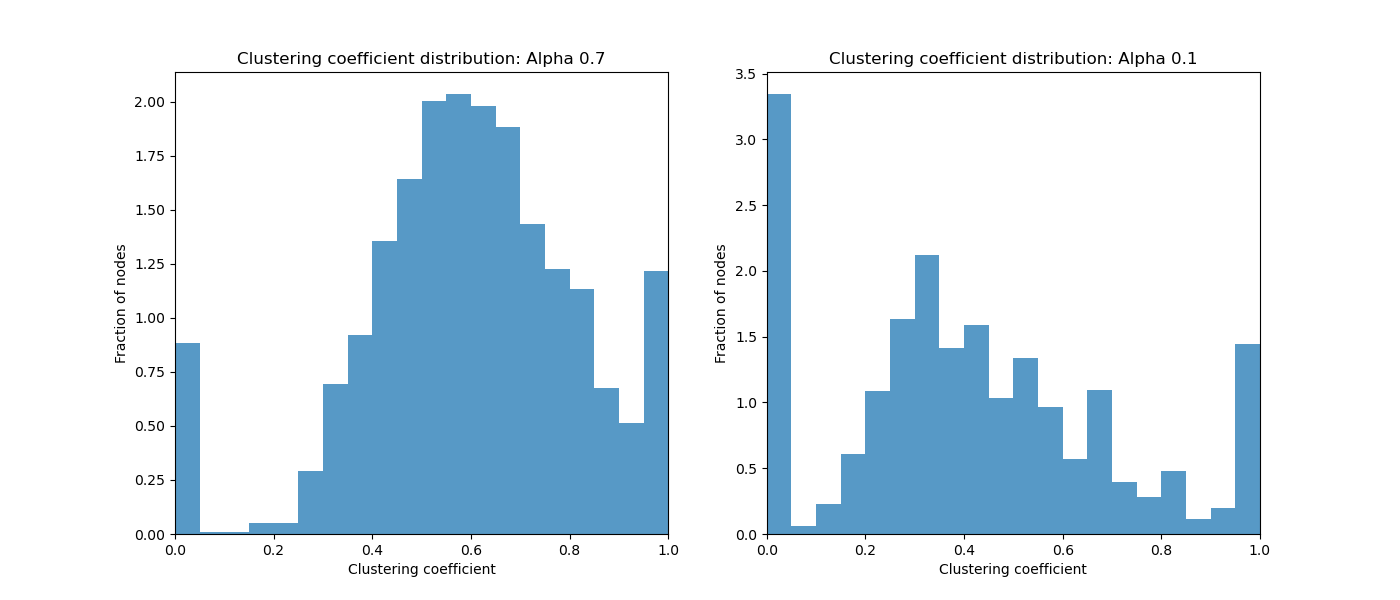 Clustering coefficient distribution: Alpha 0.7
2.00
1.75
1.50
1.25
1.00
0.75
0.50
0.25
0.00
Fraction of nodes
0.0 0.2 0.4 0.6 0.8 1.0
Clustering coefficient
Clustering coefficient distribution: Alpha 0.1
3.5
3.0
2.5
2.0
1.5
1.0
0.5
0.0
Fraction of nodes
0.0 0.2 0.4 0.6 0.8 1.0
Clustering coefficient